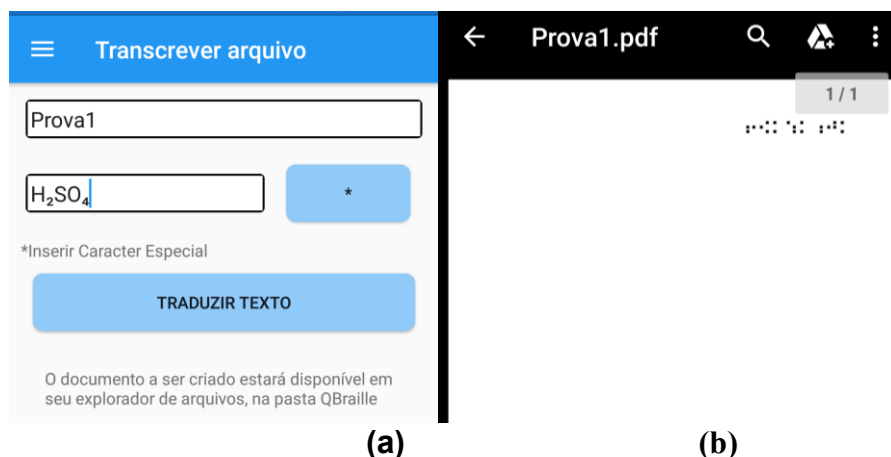 Transcrever arquivo
Prova1
H₂SO₄
*
*Inserir Caracter Especial
TRADUZIR TEXTO
O documento a ser criado estará disponível em
seu explorador de arquivos, na pasta QBraille
(a)
Prova1.pdf
1 / 1
(b)